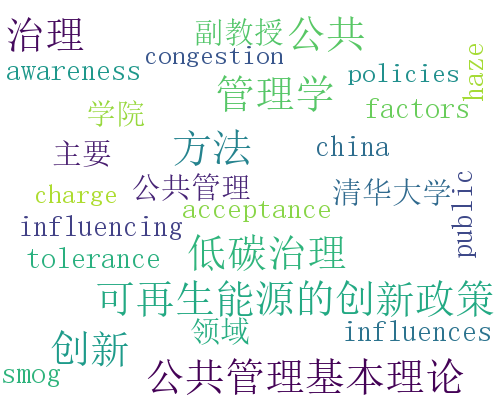 治理 副教授 公共
awareness congestion policies haze
学院 管理学 factors
主要 方法 china
charge 公共管理 清华大学 public
influencing acceptance
tolerance 低碳治理
可再生能源的创新政策
创新 领域 influences
smog 公共管理基本理论